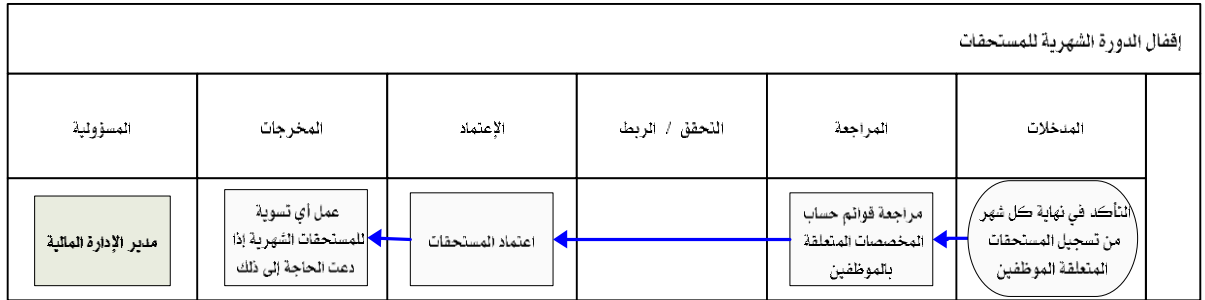 إقفال الدورة الشهرية للمستحقات
المدخلات
المراجعة
التحقق / الربط
الإعتماد
المخرجات
المسؤولية
التأكد في نهاية كل شهر
من تسجيل المستحقات
المتعلقة الموظفين
مراجعة قوائم حساب
المخصصات المتعلقة
بالموظفين
اعتماد المستحقات
عمل أي تسوية
للمستحقات الشهرية إذا
دعت الحاجة إلى ذلك
مدير الإدارة المالية